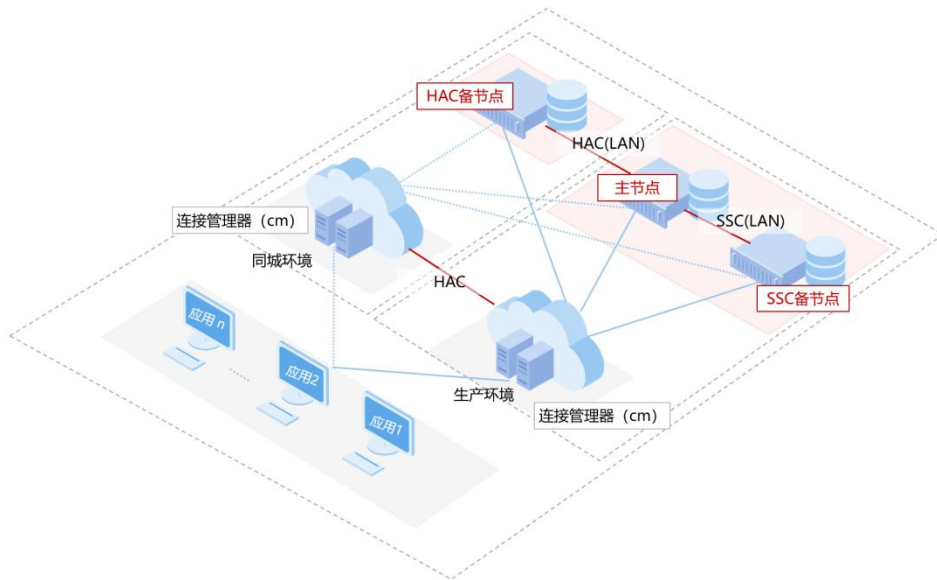 HAC备节点
HAC(LAN)
主节点
SSC(LAN)
SSC备节点
连接管理器（cm）
同城环境
HAC
应用 n
应用2
应用1
生产环境
连接管理器（cm）